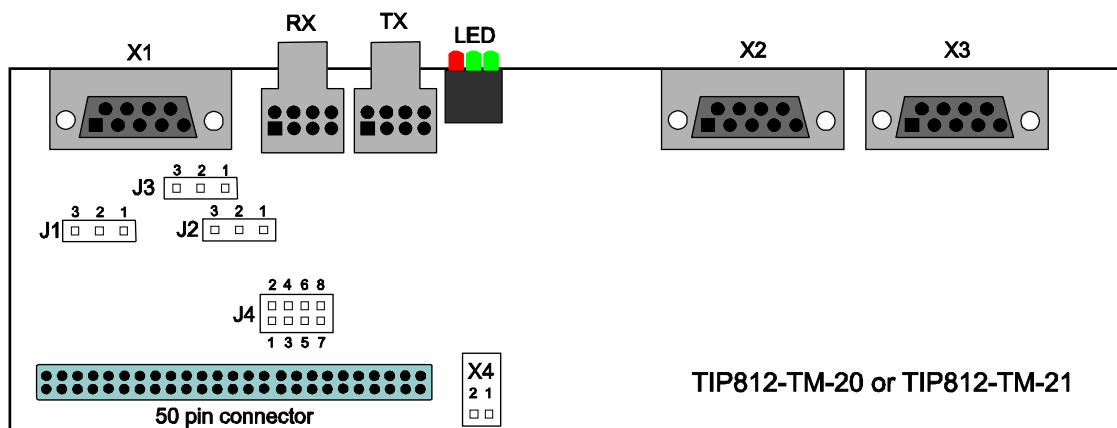 RX TX LED
X1 X2 X3
3 2 1
J3
3 2 1
J1
3 2 1
J2
2 4 6 8
J4
1 3 5 7
X4
2 1
TIP812-TM-20 or TIP812-TM-21
50 pin connector